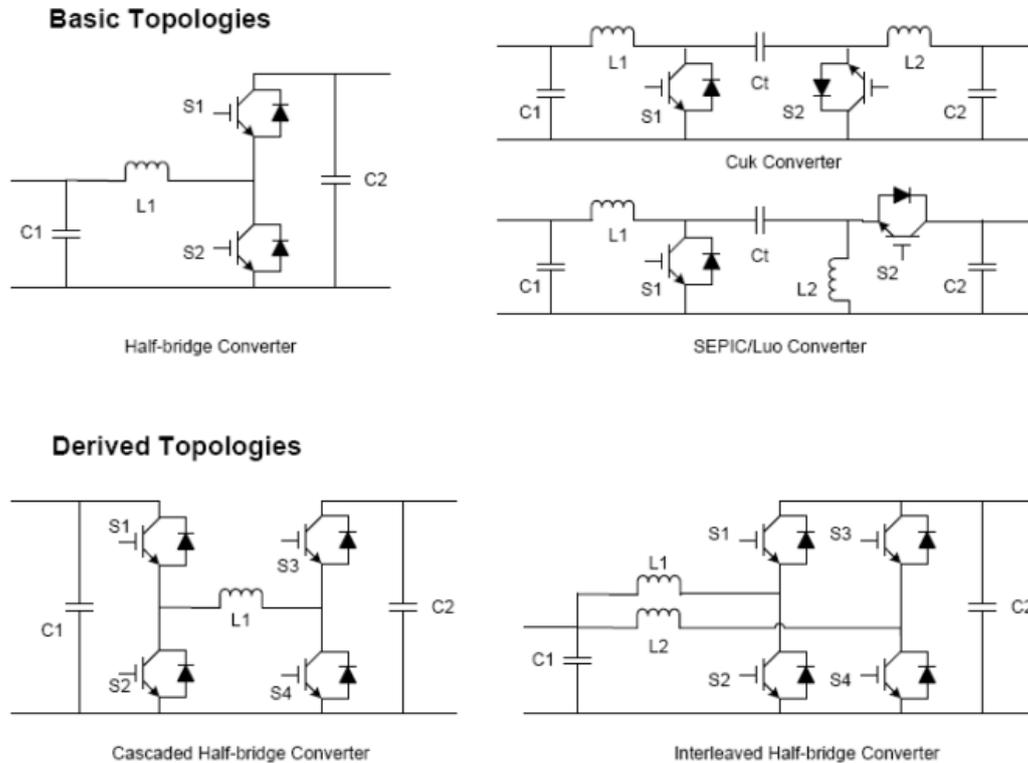 Basic Topologies
S1
L1
C1
C2
S2
Half-bridge Converter
L1
Ct
L2
C1
S1
S2
C2
Cuk Converter
L1
Ct
S2
C1
S1
L2
C2
SEPIC/Luo Converter
Derived Topologies
S1
S3
C1
L1
C2
S2
S4
Cascaded Half-bridge Converter
S1
S3
L1
C2
L2
C1
S2
S4
Interleaved Half-bridge Converter